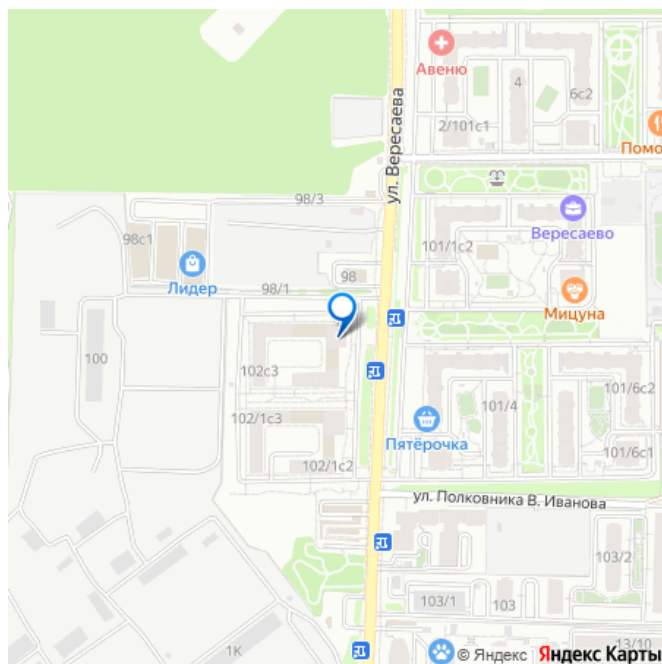 ул. Вересаева
Авеню
4
6с2
2/101с1
Помо
98/3
98с1
Лидер
98/1
98
101/1с2
Вересаево
Мицуна
100
102с3
102/1с3
102/1с2
Пятёрочка
101/4
101/6с2
101/6с1
ул. Полковника В. Иванова
103/2
103/1
103
1К
13/10
© Яндекс Яндекс Карты